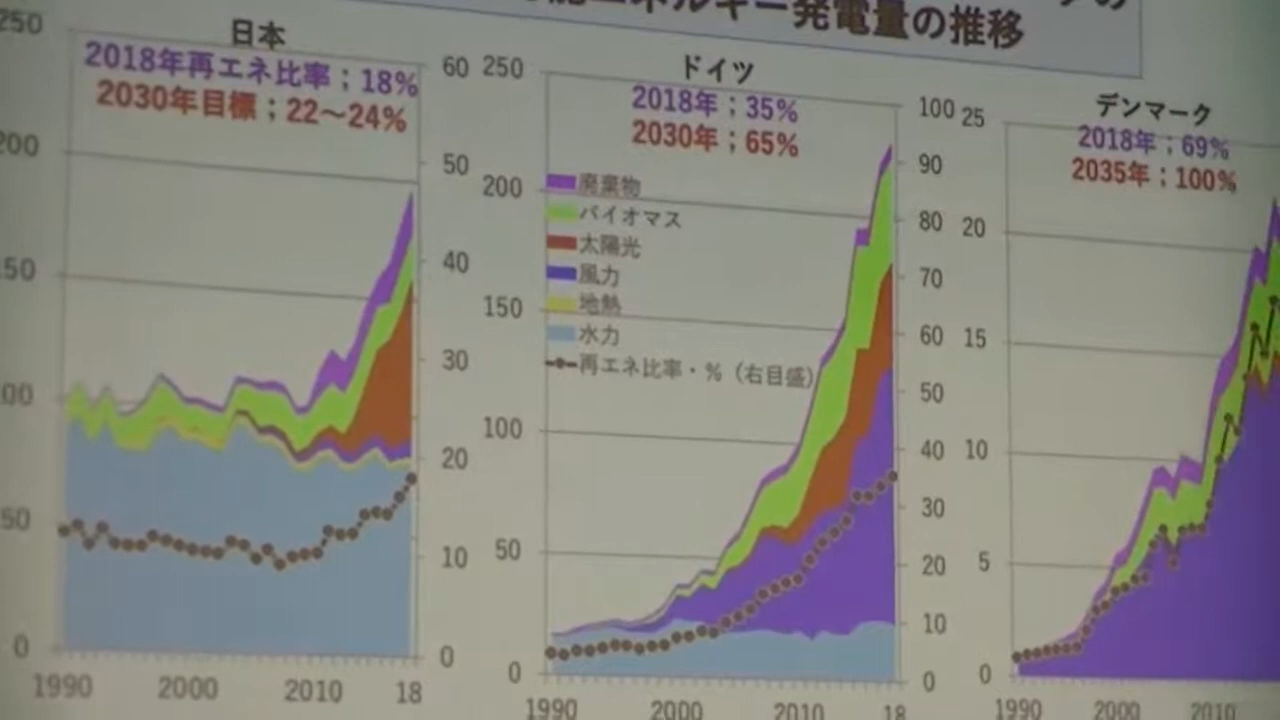 エネルギー発電量の推移
日本
2018年再エネ比率；18%
2030年目標；22～24%
250
200
150
100
50
0
1990
2000
2010
18
60
50
40
30
20
10
0
ドイツ
2018年；35%
2030年；65%
250
200
150
100
50
0
廃棄物
バイオマス
太陽光
風力
地熱
水力
再エネ比率・%（右目盛）
1990
2000
2010
18
100
90
80
70
60
50
40
30
20
10
0
デンマーク
2018年；69%
2035年；100%
25
20
15
10
5
0
1990
2000
2010